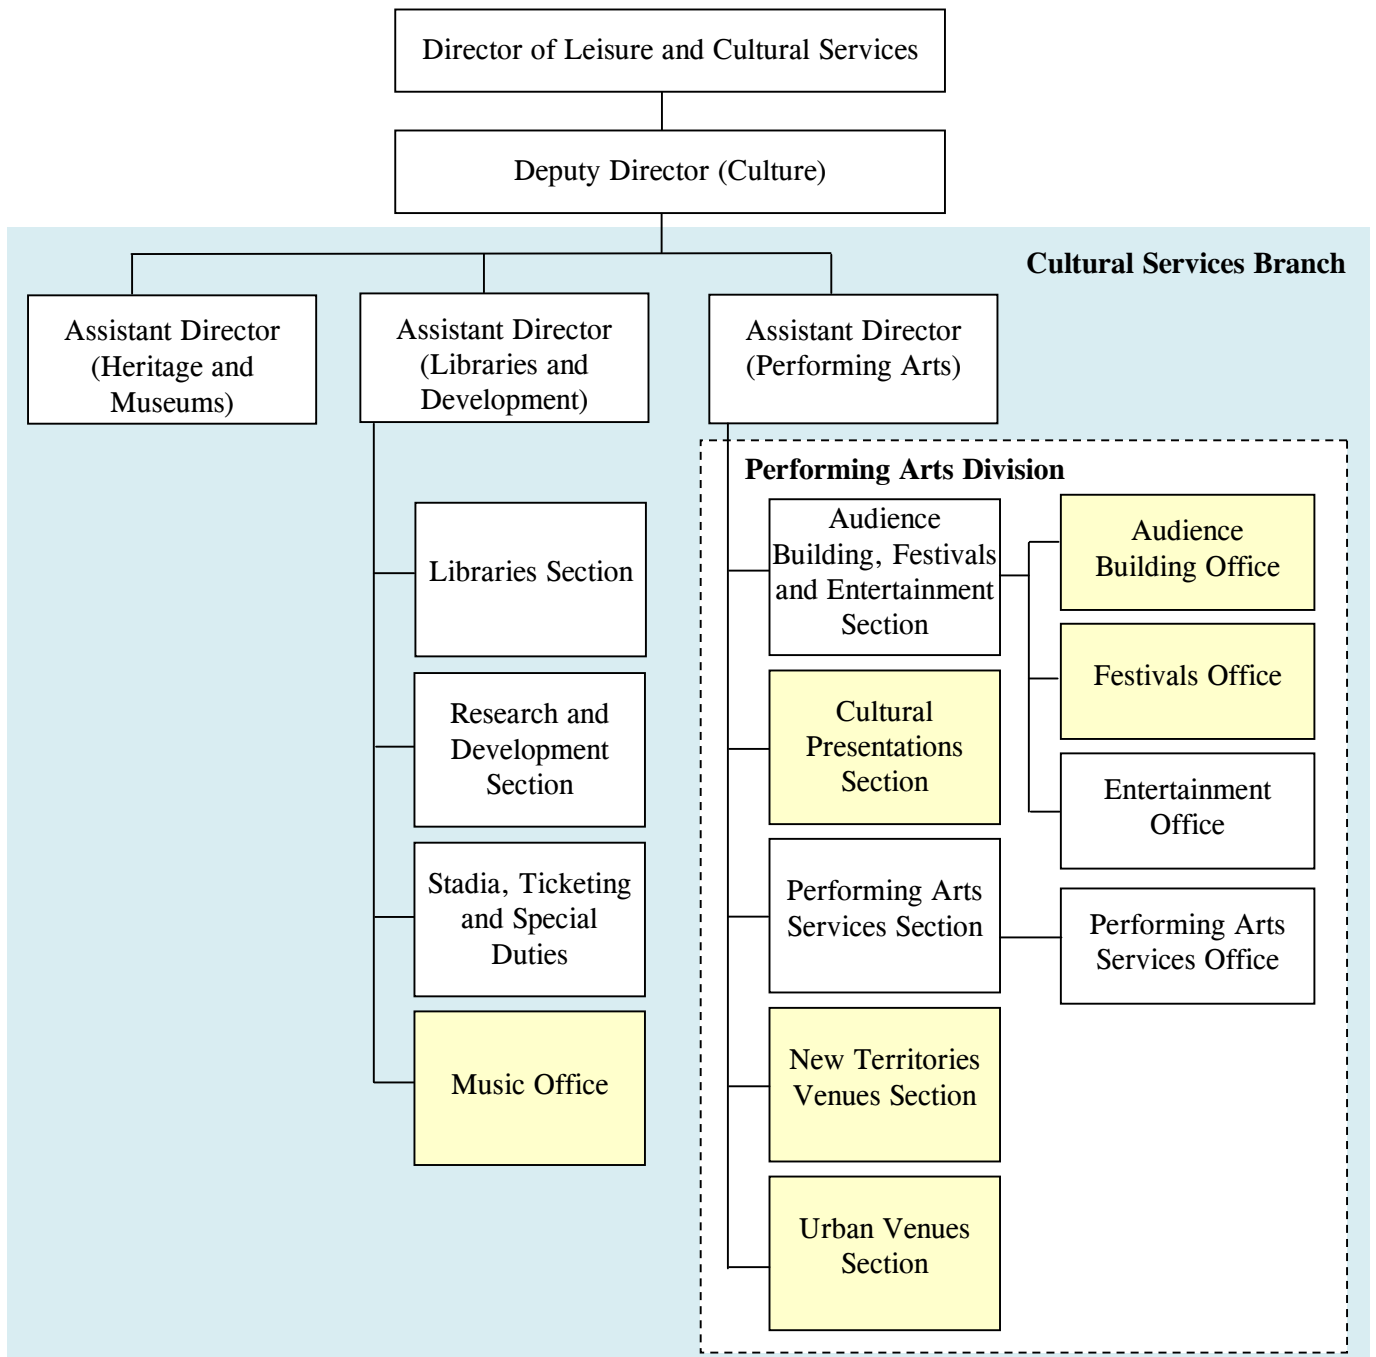 Director of Leisure and Cultural Services
Deputy Director (Culture)
Cultural Services Branch
Assistant Director
(Heritage and
Museums)
Assistant Director
(Libraries and
Development)
Assistant Director
(Performing Arts)
Libraries Section
Research and
Development
Section
Stadia, Ticketing
and Special
Duties
Music Office
Performing Arts Division
Audience
Building, Festivals
and Entertainment
Section
Cultural
Presentations
Section
Performing Arts
Services Section
New Territories
Venues Section
Urban Venues
Section
Audience
Building Office
Festivals Office
Entertainment
Office
Performing Arts
Services Office